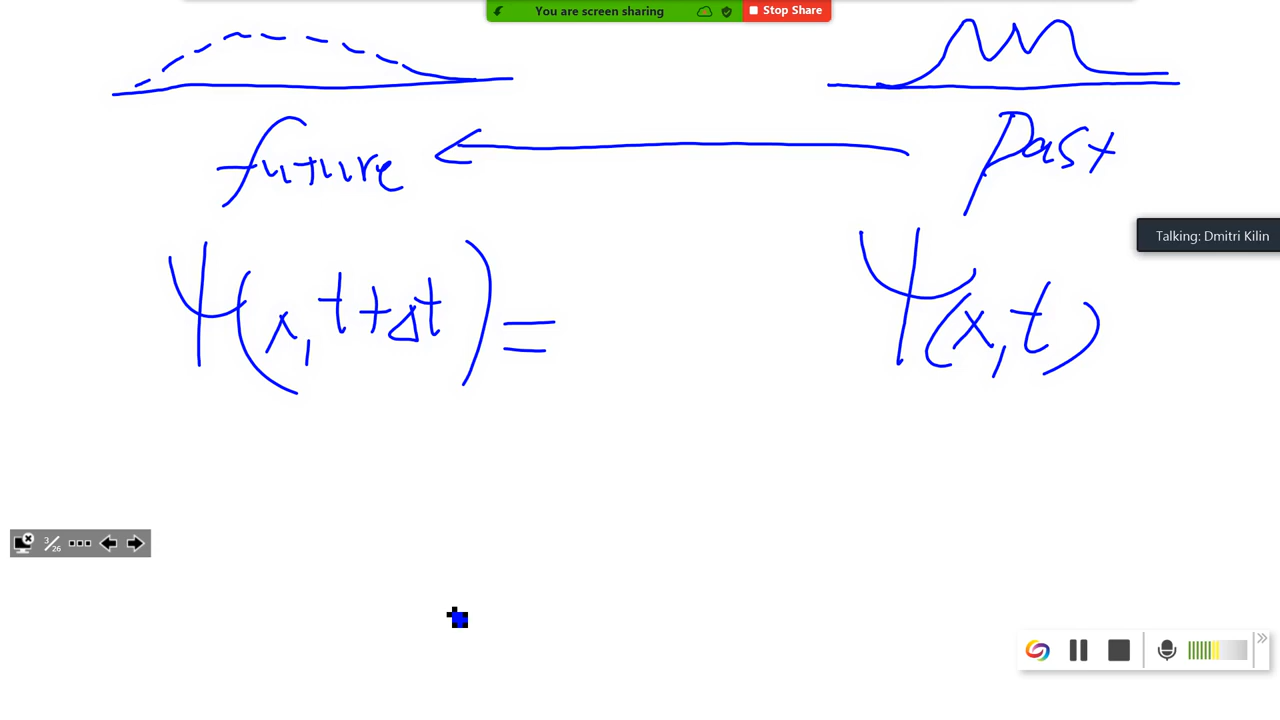 You are screen sharing Stop Share
future ← past
Talking: Dmitri Kilin
Ψ(x, t+Δt) = Ψ(x,t)
3/26